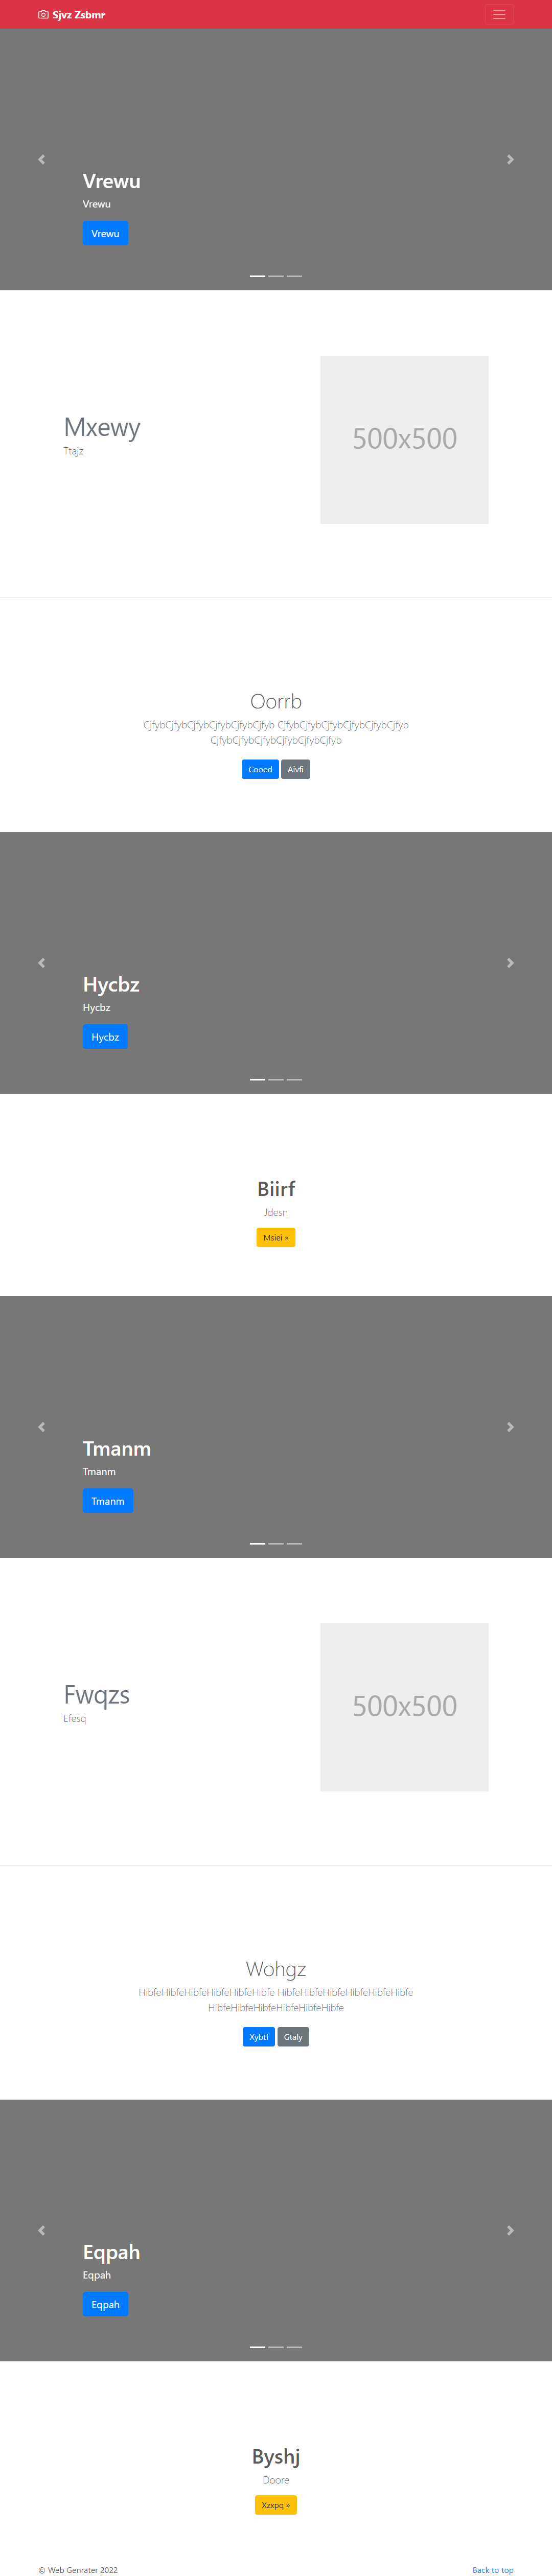 Sjvz Zsbmr
Vrewu
Vrewu
Vrewu
Mxewy
Ttajz
500x500
Oorrb
CjfybCjfybCjfybCjfybCjfybCjfyb CjfybCjfybCjfybCjfybCjfybCjfyb
CjfybCjfybCjfybCjfybCjfybCjfyb
Cooed Aivfi
Hycbz
Hycbz
Hycbz
Biirf
Jdesn
Msiei »
Tmanm
Tmanm
Tmanm
Fwqzs
Efesq
500x500
Wohgz
HibfeHibfeHibfeHibfeHibfeHibfe HibfeHibfeHibfeHibfeHibfeHibfe
HibfeHibfeHibfeHibfeHibfeHibfe
Xybtf Gtaly
Eqpah
Eqpah
Eqpah
Byshj
Doore
Xzxpq »
© Web Genrater 2022 Back to top